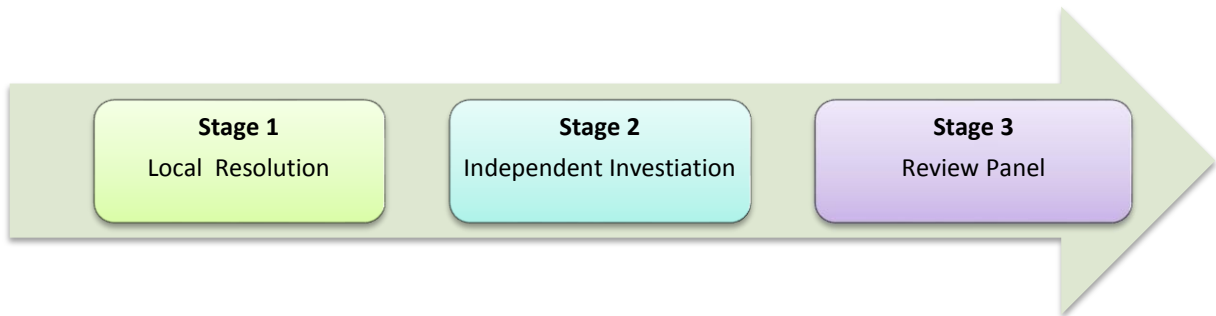 Stage 1
Local  Resolution
Stage 2
Independent Investiation
Stage 3
Review Panel